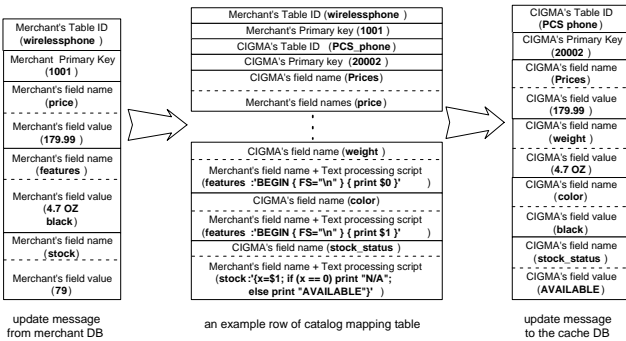 Merchant's Table ID
(wirelessphone )
Merchant Primary Key
(1001 )
Merchant's field name
(price)
Merchant's field value
(179.99 )
Merchant's field name
(features )
Merchant's field value
(4.7 OZ
black)
Merchant's field name
(stock)
Merchant's field value
(79)
update message
from merchant DB
Merchant's Table ID (wirelessphone )
Merchant's Primary key (1001 )
CIGMA's Table ID (PCS_phone )
CIGMA's Primary key (20002 )
CIGMA's field name (Prices)
Merchant's field names (price)
CIGMA's field name (weight )
Merchant's field name + Text processing script
(features :'BEGIN { FS="\n" } { print $0 }' )
CIGMA's field name (color)
Merchant's field name + Text processing script
(features :'BEGIN { FS="\n" } { print $1 }' )
CIGMA's field name (stock_status )
Merchant's field name + Text processing script
(stock:'{x=$1; if (x == 0) print "N/A";
else print "AVAILABLE"}' )
an example row of catalog mapping table
CIGMA's Table ID
(PCS phone )
CIGMA's Primary Key
(20002 )
CIGMA's field name
(Prices)
CIGMA's field value
(179.99 )
CIGMA's field name
(weight )
CIGMA's field value
(4.7 OZ )
CIGMA's field name
(color)
CIGMA's field value
(black)
CIGMA's field name
(stock_status )
CIGMA's field value
(AVAILABLE )
update message
to the cache DB